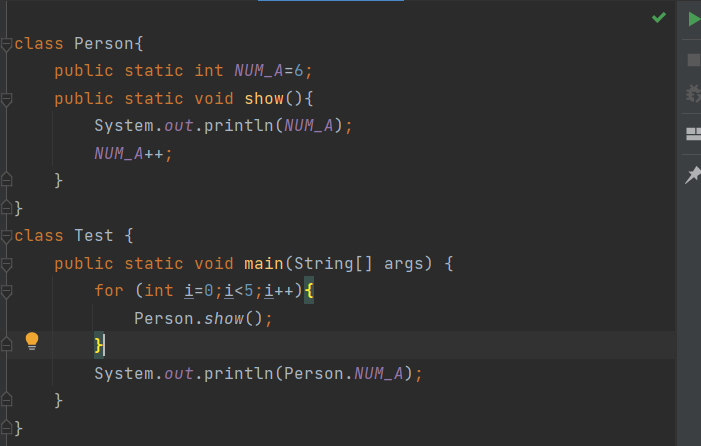 class Person{
    public static int NUM_A=6;
    public static void show(){
        System.out.println(NUM_A);
        NUM_A++;
    }
}
class Test {
    public static void main(String[] args) {
        for (int i=0;i<5;i++){
            Person.show();
        }
        System.out.println(Person.NUM_A);
    }
}